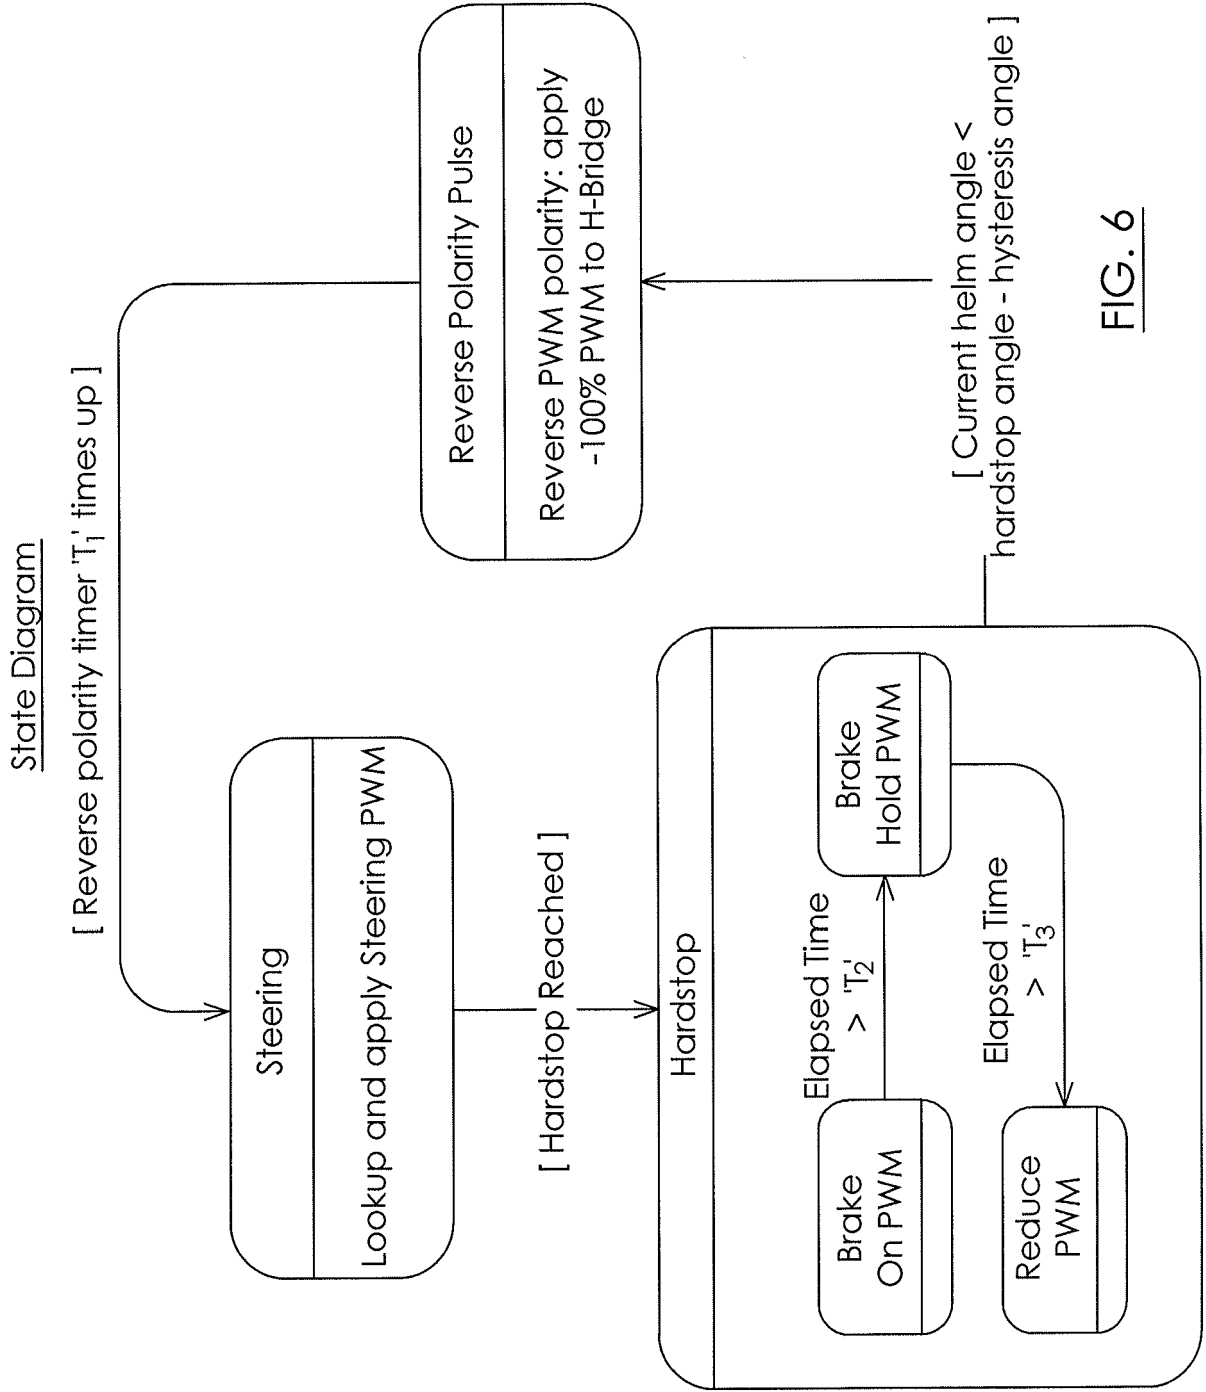 State Diagram
[ Reverse polarity timer 'T1' times up ]
Steering
Lookup and apply Steering PWM
Reverse Polarity Pulse
Reverse PWM polarity: apply
-100% PWM to H-Bridge
[ Hardstop Reached ]
Hardstop
Brake
On PWM
Elapsed Time
> 'T2'
Brake
Hold PWM
Elapsed Time
> 'T3'
Reduce
PWM
[ Current helm angle <
hardstop angle - hysteresis angle ]
FIG. 6